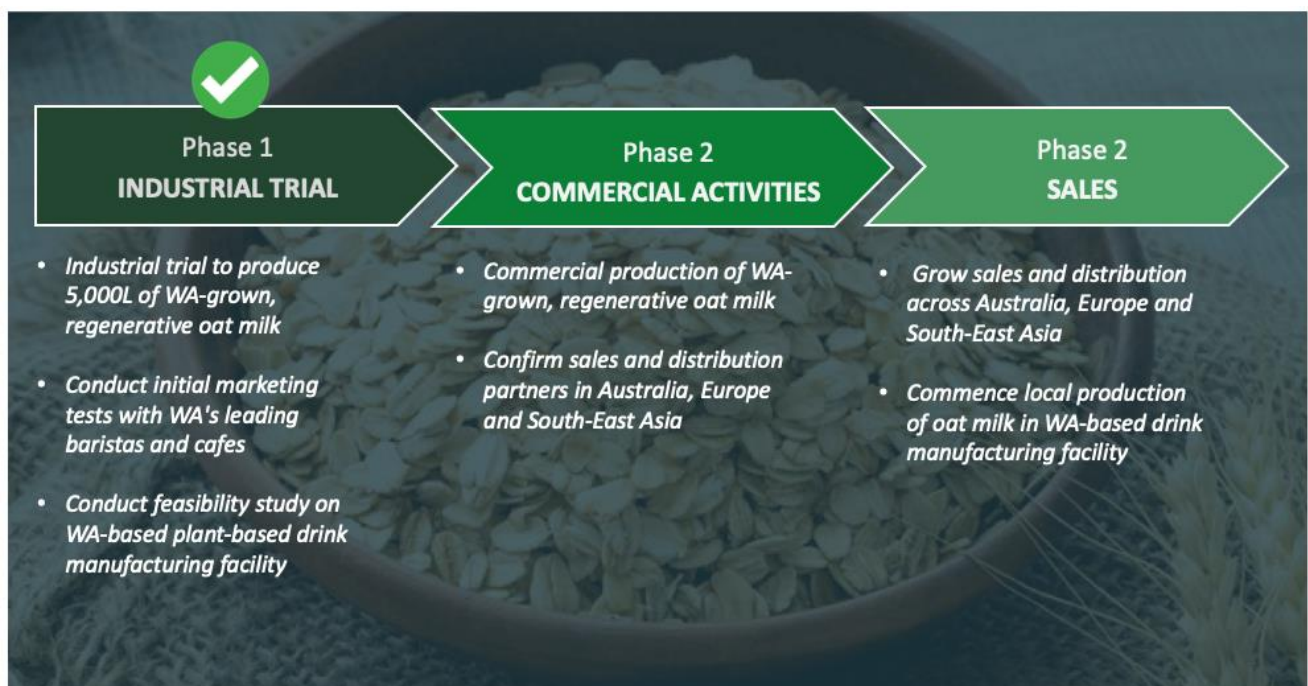 Phase 1
INDUSTRIAL TRIAL
• Industrial trial to produce
5,000L of WA-grown,
regenerative oat milk
• Conduct initial marketing
tests with WA's leading
baristas and cafes
• Conduct feasibility study on
WA-based plant-based drink
manufacturing facility
Phase 2
COMMERCIAL ACTIVITIES
• Commercial production of WA-
grown, regenerative oat milk
• Confirm sales and distribution
partners in Australia, Europe
and South-East Asia
Phase 2
SALES
• Grow sales and distribution
across Australia, Europe and
South-East Asia
• Commence local production
of oat milk in WA-based drink
manufacturing facility